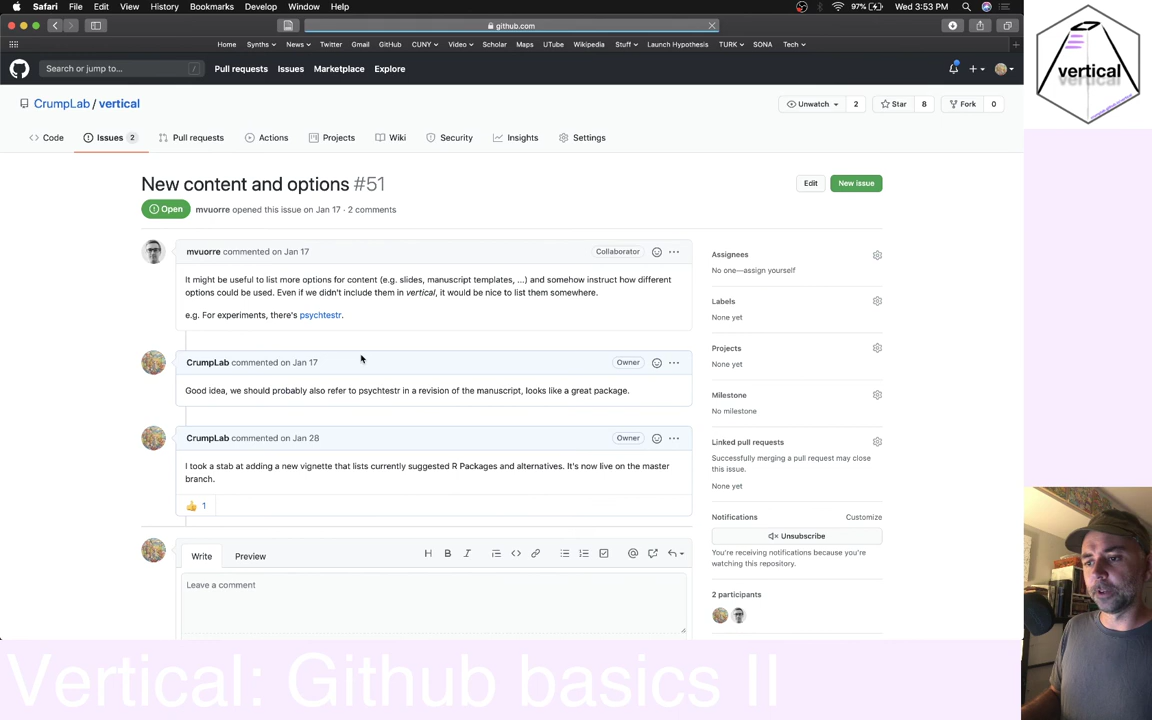 Safari File Edit View History Bookmarks Develop Window Help 97% Wed 3:53 PM
github.com
Home Synths News Twitter Gmail GitHub CUNY Video Scholar Maps UTube Wikipedia Stuff Launch Hypothesis TURK SONA Tech
Search or jump to... / Pull requests Issues Marketplace Explore
CrumpLab / vertical Unwatch 2 Star 8 Fork 0
Code Issues 2 Pull requests Actions Projects Wiki Security Insights Settings
New content and options #51 Edit New issue
Open mvuorre opened this issue on Jan 17 · 2 comments
mvuorre commented on Jan 17 Collaborator
It might be useful to list more options for content (e.g. slides, manuscript templates, ...) and somehow instruct how different
options could be used. Even if we didn't include them in vertical, it would be nice to list them somewhere.
e.g. For experiments, there's psychtestr.
CrumpLab commented on Jan 17 Owner
Good idea, we should probably also refer to psychtestr in a revision of the manuscript, looks like a great package.
CrumpLab commented on Jan 28 Owner
I took a stab at adding a new vignette that lists currently suggested R Packages and alternatives. It's now live on the master
branch.
👍 1
Write Preview H B I
Leave a comment
Assignees
No one—assign yourself
Labels
None yet
Projects
None yet
Milestone
No milestone
Linked pull requests
Successfully merging a pull request may close
this issue.
None yet
Notifications Customize
Unsubscribe
You're receiving notifications because you're
watching this repository.
2 participants
vertical
Vertical: Github basics II